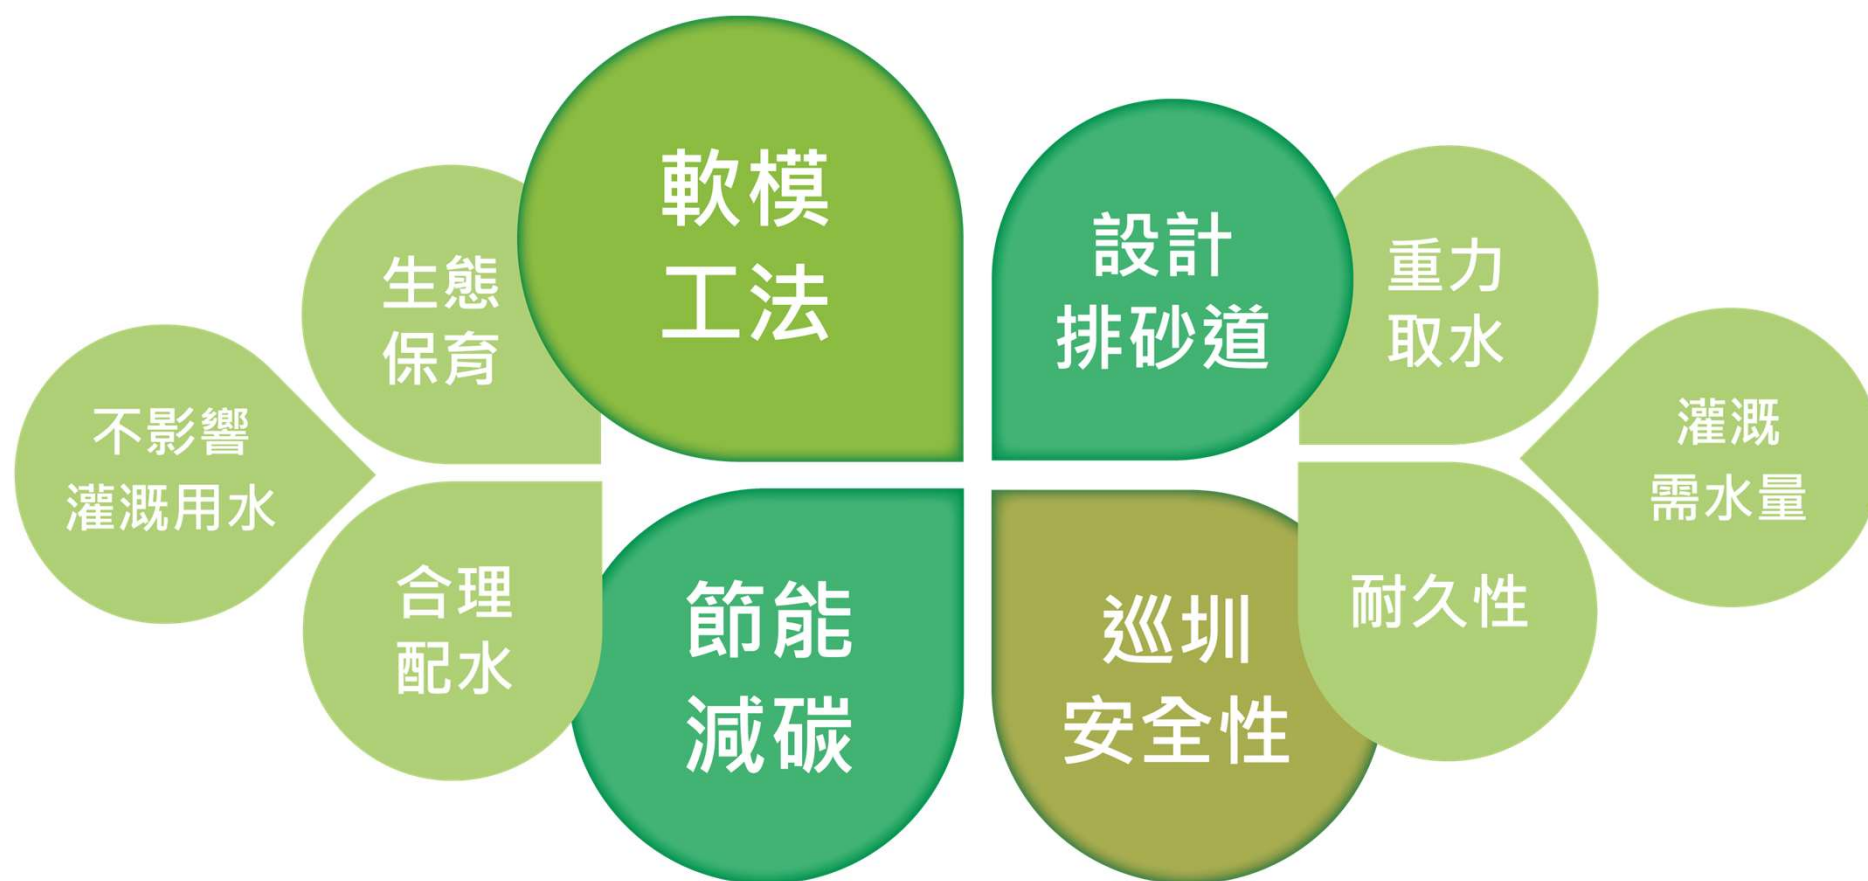 不影響
灌溉用水
生態
保育
合理
配水
軟模
工法
節能
減碳
設計
排砂道
巡圳
安全性
重力
取水
耐久性
灌溉
需水量